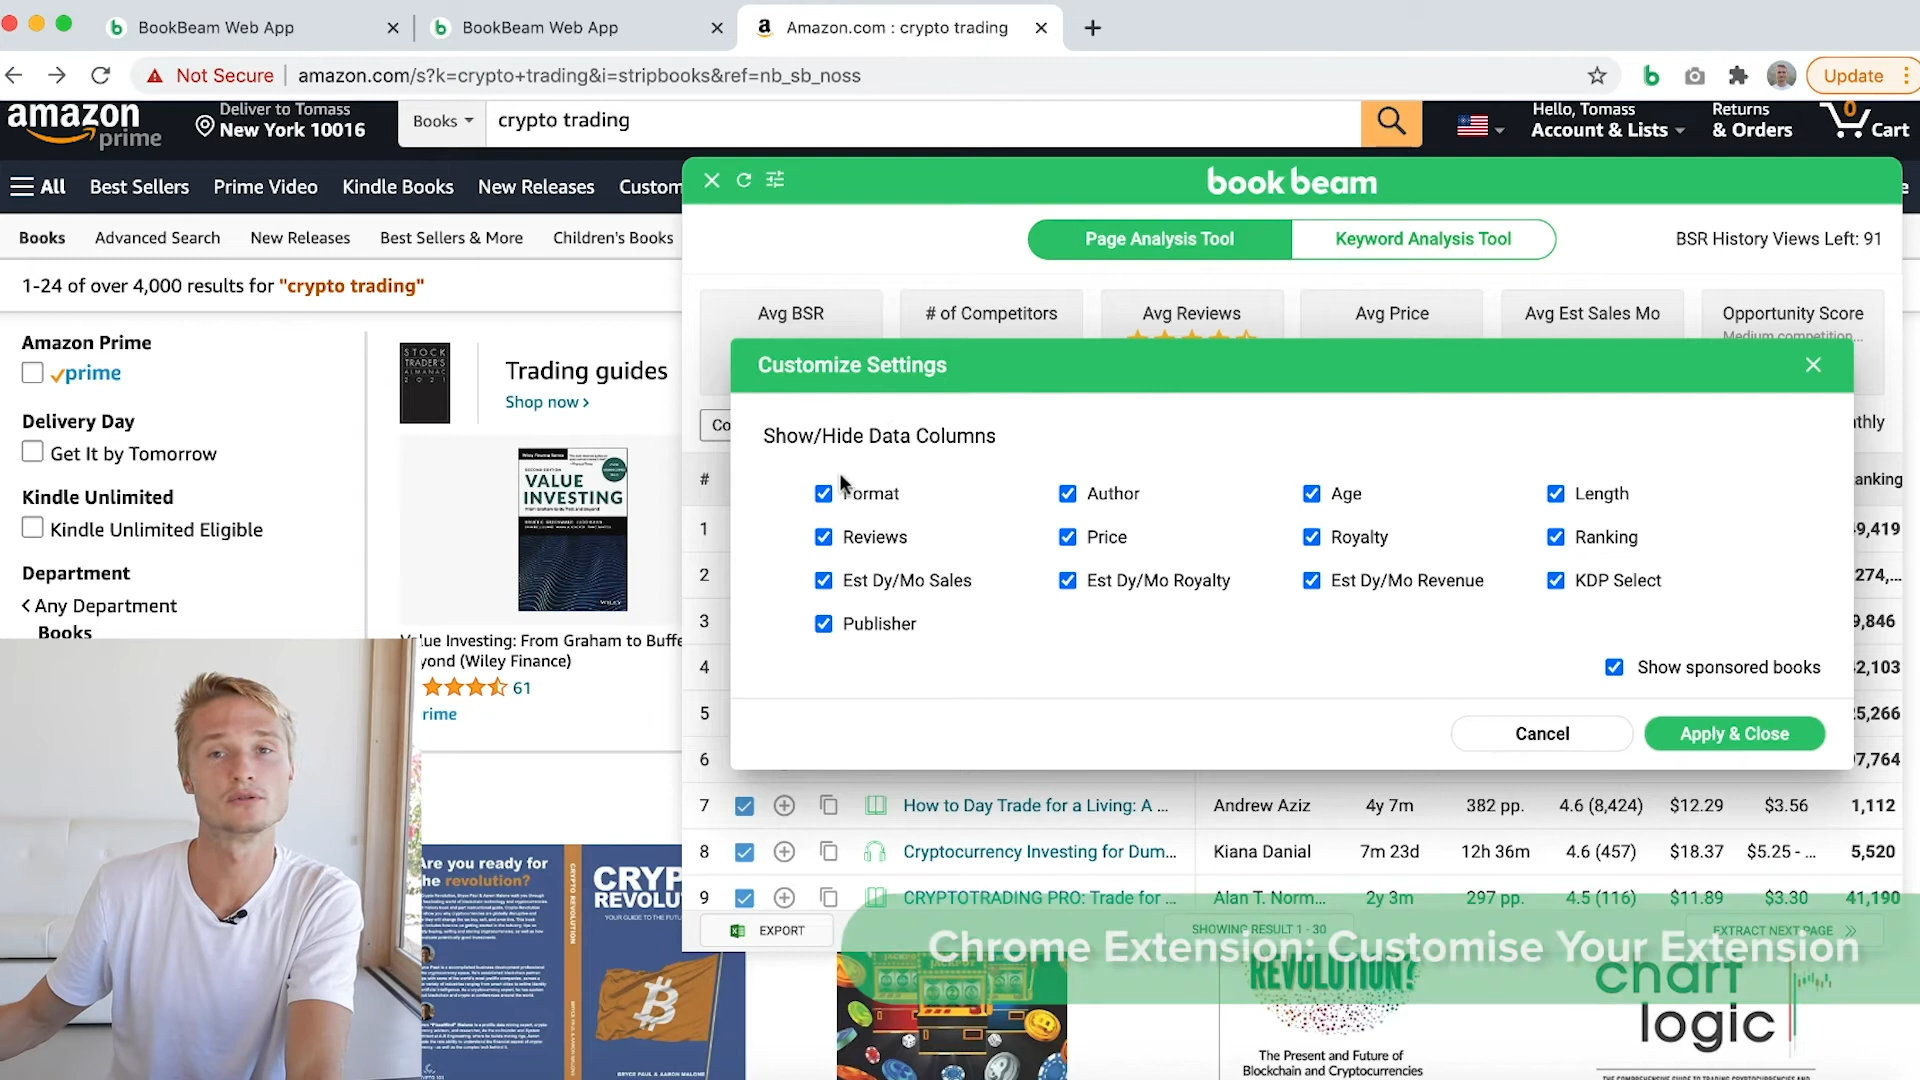 BookBeam Web App
BookBeam Web App
Amazon.com : crypto trading
Not Secure
amazon.com/s?k=crypto+trading&i=stripbooks&ref=nb_sb_noss
Update
amazon prime
Deliver to Tomass
New York 10016
Books
crypto trading
Hello, Tomass
Account & Lists
Returns
& Orders
0
Cart
All
Best Sellers
Prime Video
Kindle Books
New Releases
Custom
Books
Advanced Search
New Releases
Best Sellers & More
Children's Books
1-24 of over 4,000 results for "crypto trading"
Amazon Prime
prime
Delivery Day
Get It by Tomorrow
Kindle Unlimited
Kindle Unlimited Eligible
Department
Any Department
Books
STOCK
TRADER'S
ALMANAC
2021
Trading guides
Shop now ›
SECOND EDITION
VALUE
INVESTING
WILEY
Value Investing: From Graham to Buffe
yond (Wiley Finance)
61
rime
book beam
Page Analysis Tool
Keyword Analysis Tool
BSR History Views Left: 91
Avg BSR
# of Competitors
Avg Reviews
Avg Price
Avg Est Sales Mo
Opportunity Score
Medium competition...
Co
thly
Customize Settings
Show/Hide Data Columns
Format
Author
Age
Length
Reviews
Price
Royalty
Ranking
Est Dy/Mo Sales
Est Dy/Mo Royalty
Est Dy/Mo Revenue
KDP Select
Publisher
Show sponsored books
Cancel
Apply & Close
#
anking
1
9,419
2
274,...
3
9,846
4
2,103
5
5,266
6
7,764
7 How to Day Trade for a Living: A ... Andrew Aziz 4y 7m 382 pp. 4.6 (8,424) $12.29 $3.56 1,112
8 Cryptocurrency Investing for Dum... Kiana Danial 7m 23d 12h 36m 4.6 (457) $18.37 $5.25 - ... 5,520
9 CRYPTOTRADING PRO: Trade for ... Alan T. Norm... 2y 3m 297 pp. 4.5 (116) $11.89 $3.30 41,190
EXPORT
SHOWING RESULT 1 - 30
EXTRACT NEXT PAGE
Chrome Extension: Customise Your Extension
Are you ready for
the revolution?
CRYPTO REVOLUTION
CRYP
REVOLU
YOUR GUIDE TO THE FUTU
BRYCE PAUL & AARON MALONE
JACKPOT
REVOLUTION?
The Present and Future of
Blockchain and Cryptocurrencies
chart
logic